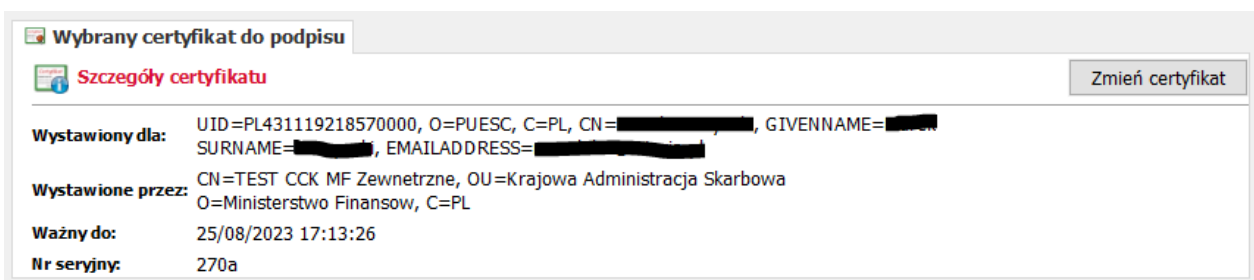 Wybrany certyfikat do podpisu
Szczegóły certyfikatu
Zmień certyfikat
Wystawiony dla: UID=PL431119218570000, O=PUESC, C=PL, CN=, GIVENNAME=
SURNAME=, EMAILADDRESS=
Wystawione przez: CN=TEST CCK MF Zewnetrzne, OU=Krajowa Administracja Skarbowa
O=Ministerstwo Finansow, C=PL
Ważny do: 25/08/2023 17:13:26
Nr seryjny: 270a